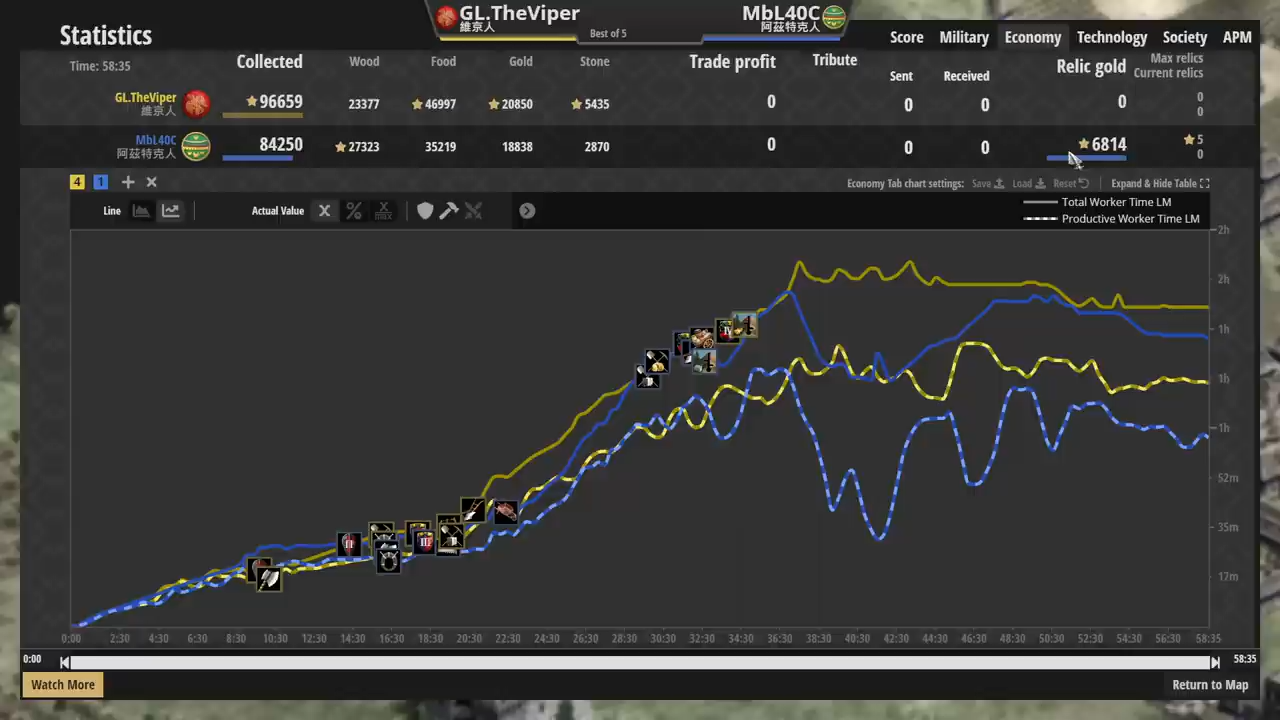 GL.TheViper
維京人
Best of 5
MbL40C
阿茲特克人
Statistics
Score Military Economy Technology Society APM
Time: 58:35
Collected Wood Food Gold Stone Trade profit Tribute Sent Received Relic gold Max relics
Current relics
GL.TheViper
維京人
96659 23377 46997 20850 5435 0 0 0 0 0
0
MbL40C
阿茲特克人
84250 27323 35219 18838 2870 0 0 0 6814 5
0
4 1 + ×
Economy Tab chart settings: Save Load Reset Expand & Hide Table
Line Actual Value X %
Total Worker Time LM
Productive Worker Time LM
2h
2h
1h
1h
1h
52m
35m
17m
0:00 2:30 4:30 6:30 8:30 10:30 12:30 14:30 16:30 18:30 20:30 22:30 24:30 26:30 28:30 30:30 32:30 34:30 36:30 38:30 40:30 42:30 44:30 46:30 48:30 50:30 52:30 54:30 56:30 58:35
0:00 58:35
Watch More Return to Map